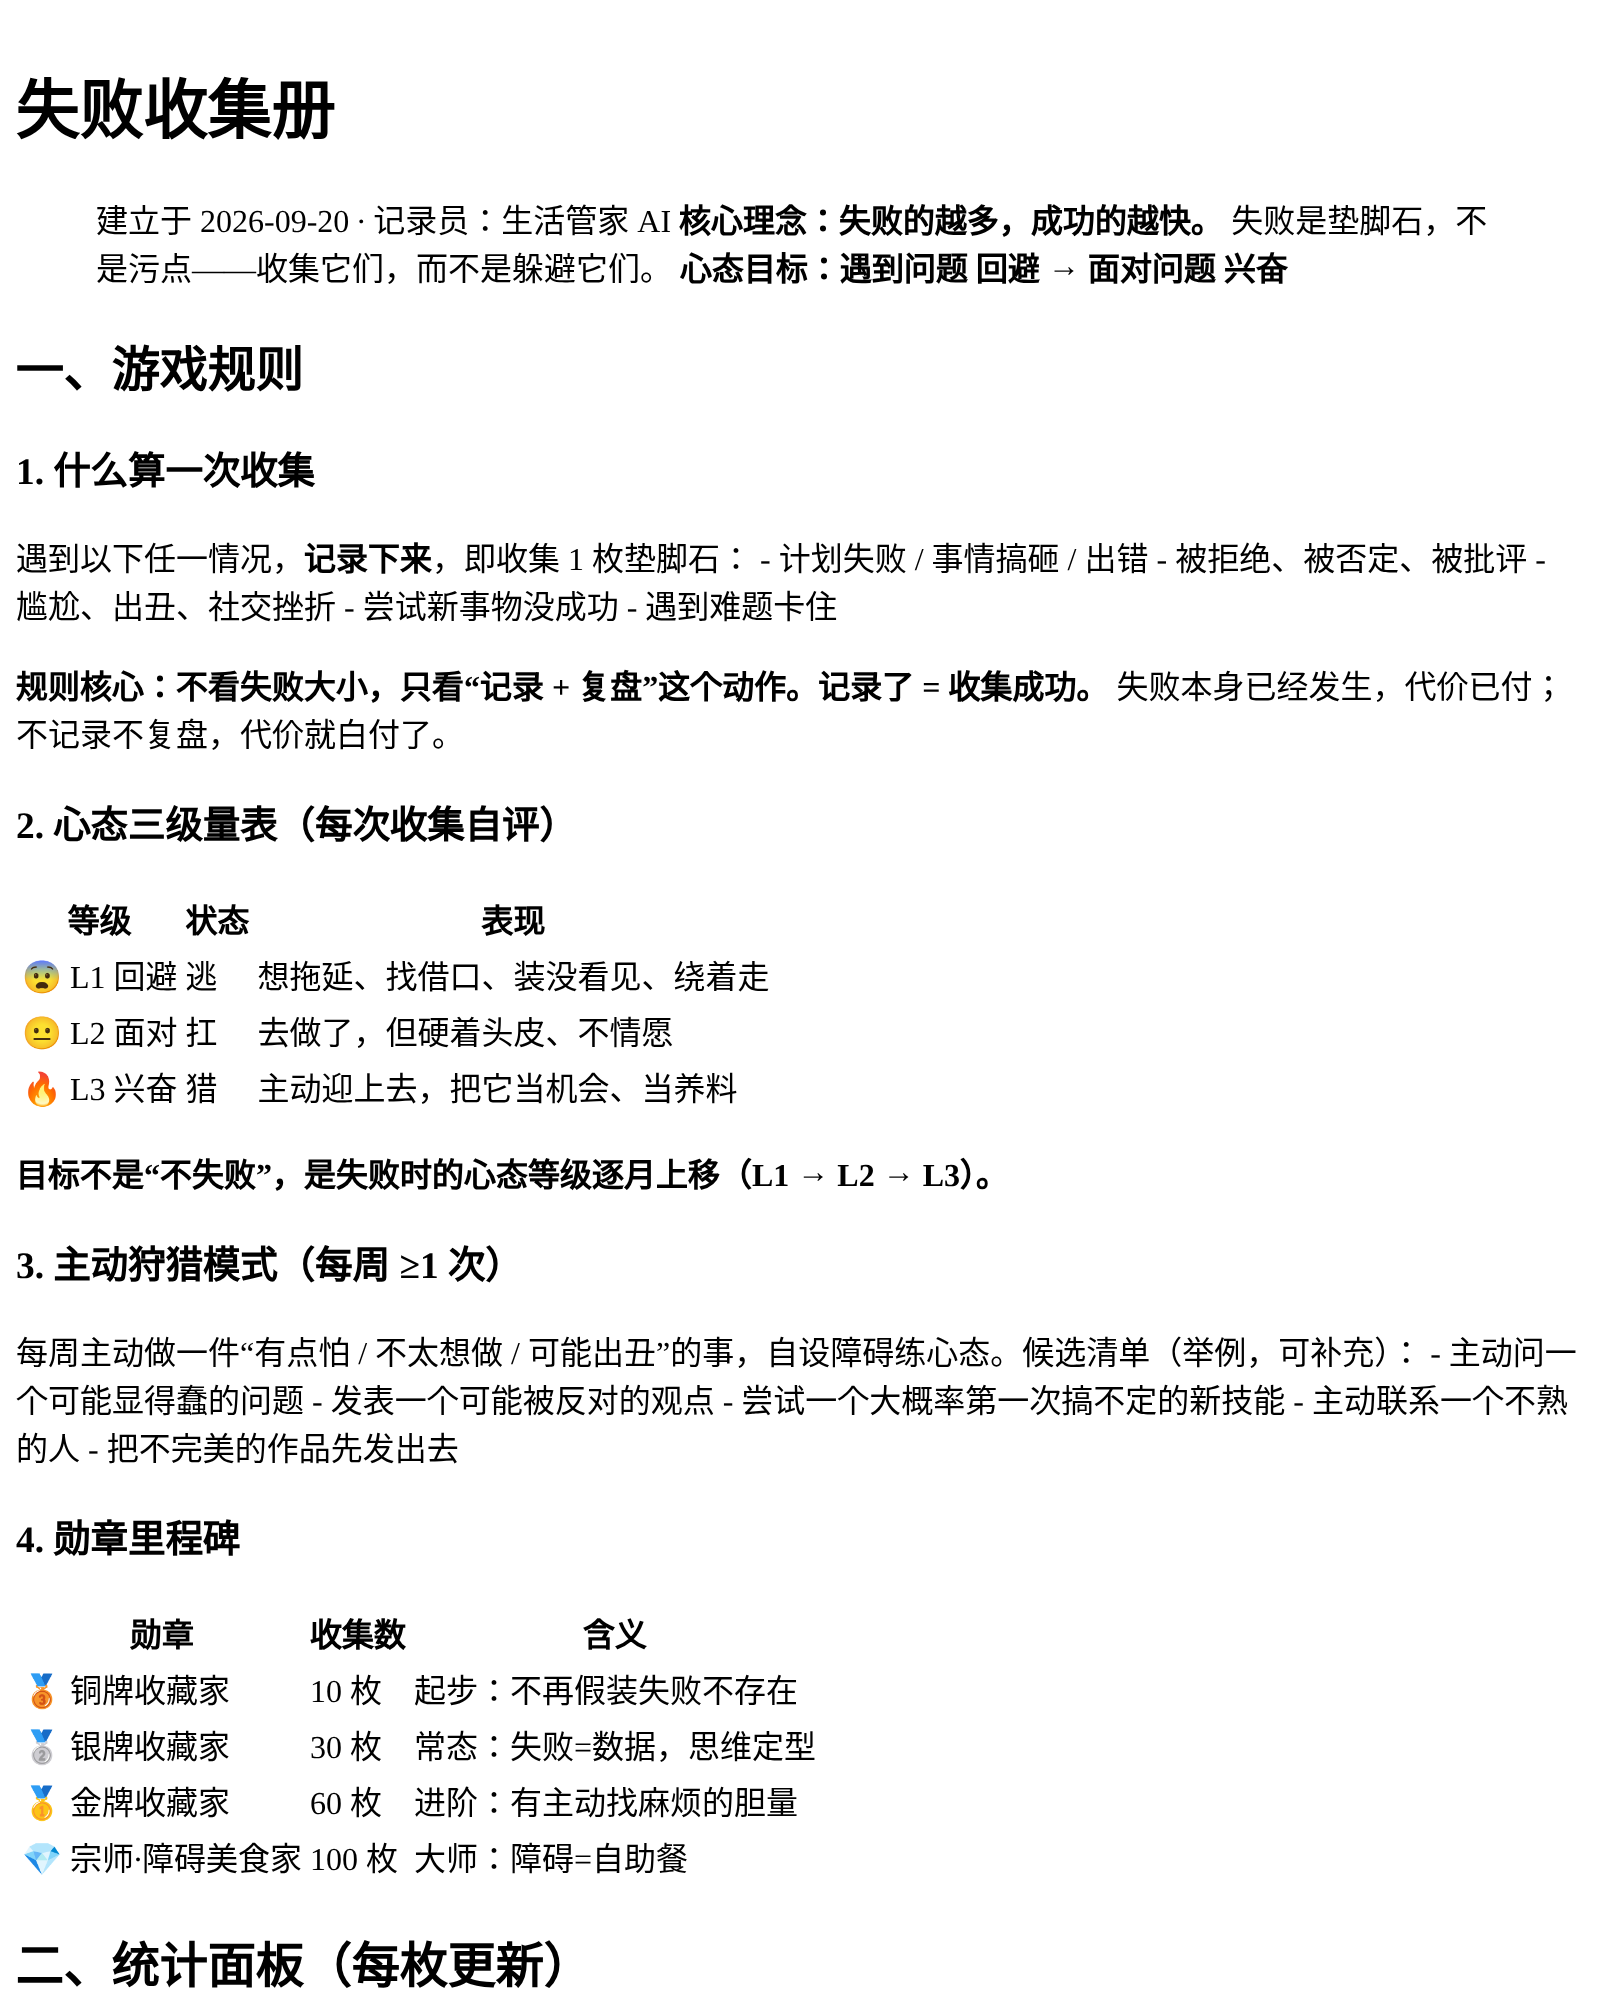 失败收集册
建立于 2026-09-20 · 记录员：生活管家 AI 核心理念：失败的越多，成功的越快。 失败是垫脚石，不
是污点——收集它们，而不是躲避它们。 心态目标：遇到问题 回避 → 面对问题 兴奋
一、游戏规则
1. 什么算一次收集
遇到以下任一情况，记录下来，即收集 1 枚垫脚石： - 计划失败 / 事情搞砸 / 出错 - 被拒绝、被否定、被批评 -
尴尬、出丑、社交挫折 - 尝试新事物没成功 - 遇到难题卡住
规则核心：不看失败大小，只看“记录 + 复盘”这个动作。记录了 = 收集成功。 失败本身已经发生，代价已付；
不记录不复盘，代价就白付了。
2. 心态三级量表（每次收集自评）
等级 状态 表现
😨 L1 回避 逃 想拖延、找借口、装没看见、绕着走
😐 L2 面对 扛 去做了，但硬着头皮、不情愿
🔥 L3 兴奋 猎 主动迎上去，把它当机会、当养料
目标不是“不失败”，是失败时的心态等级逐月上移（L1 → L2 → L3）。
3. 主动狩猎模式（每周 ≥1 次）
每周主动做一件“有点怕 / 不太想做 / 可能出丑”的事，自设障碍练心态。候选清单（举例，可补充）： - 主动问一
个可能显得蠢的问题 - 发表一个可能被反对的观点 - 尝试一个大概率第一次搞不定的新技能 - 主动联系一个不熟
的人 - 把不完美的作品先发出去
4. 勋章里程碑
勋章 收集数 含义
🥉 铜牌收藏家 10 枚 起步：不再假装失败不存在
🥈 银牌收藏家 30 枚 常态：失败=数据，思维定型
🥇 金牌收藏家 60 枚 进阶：有主动找麻烦的胆量
💎 宗师·障碍美食家 100 枚 大师：障碍=自助餐
二、统计面板（每枚更新）